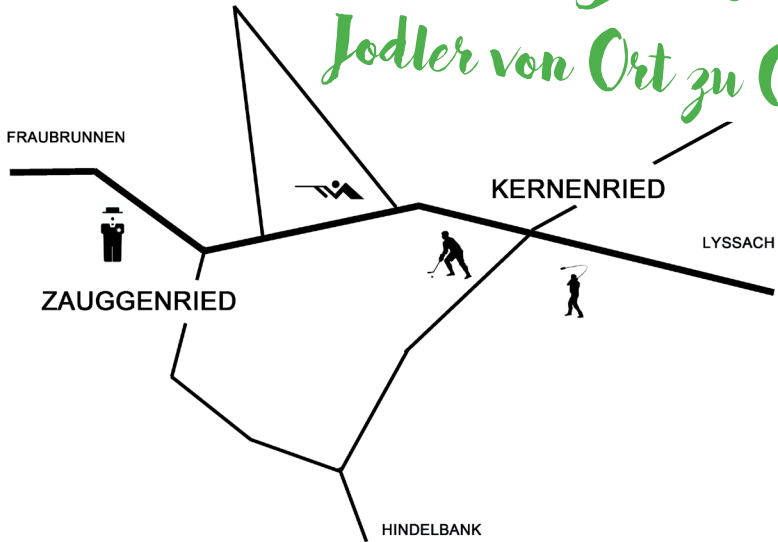 Jodler von Ort zu
FRAUBRUNNEN
KERNENRIED
LYSSACH
ZAUGGENRIED
HINDELBANK